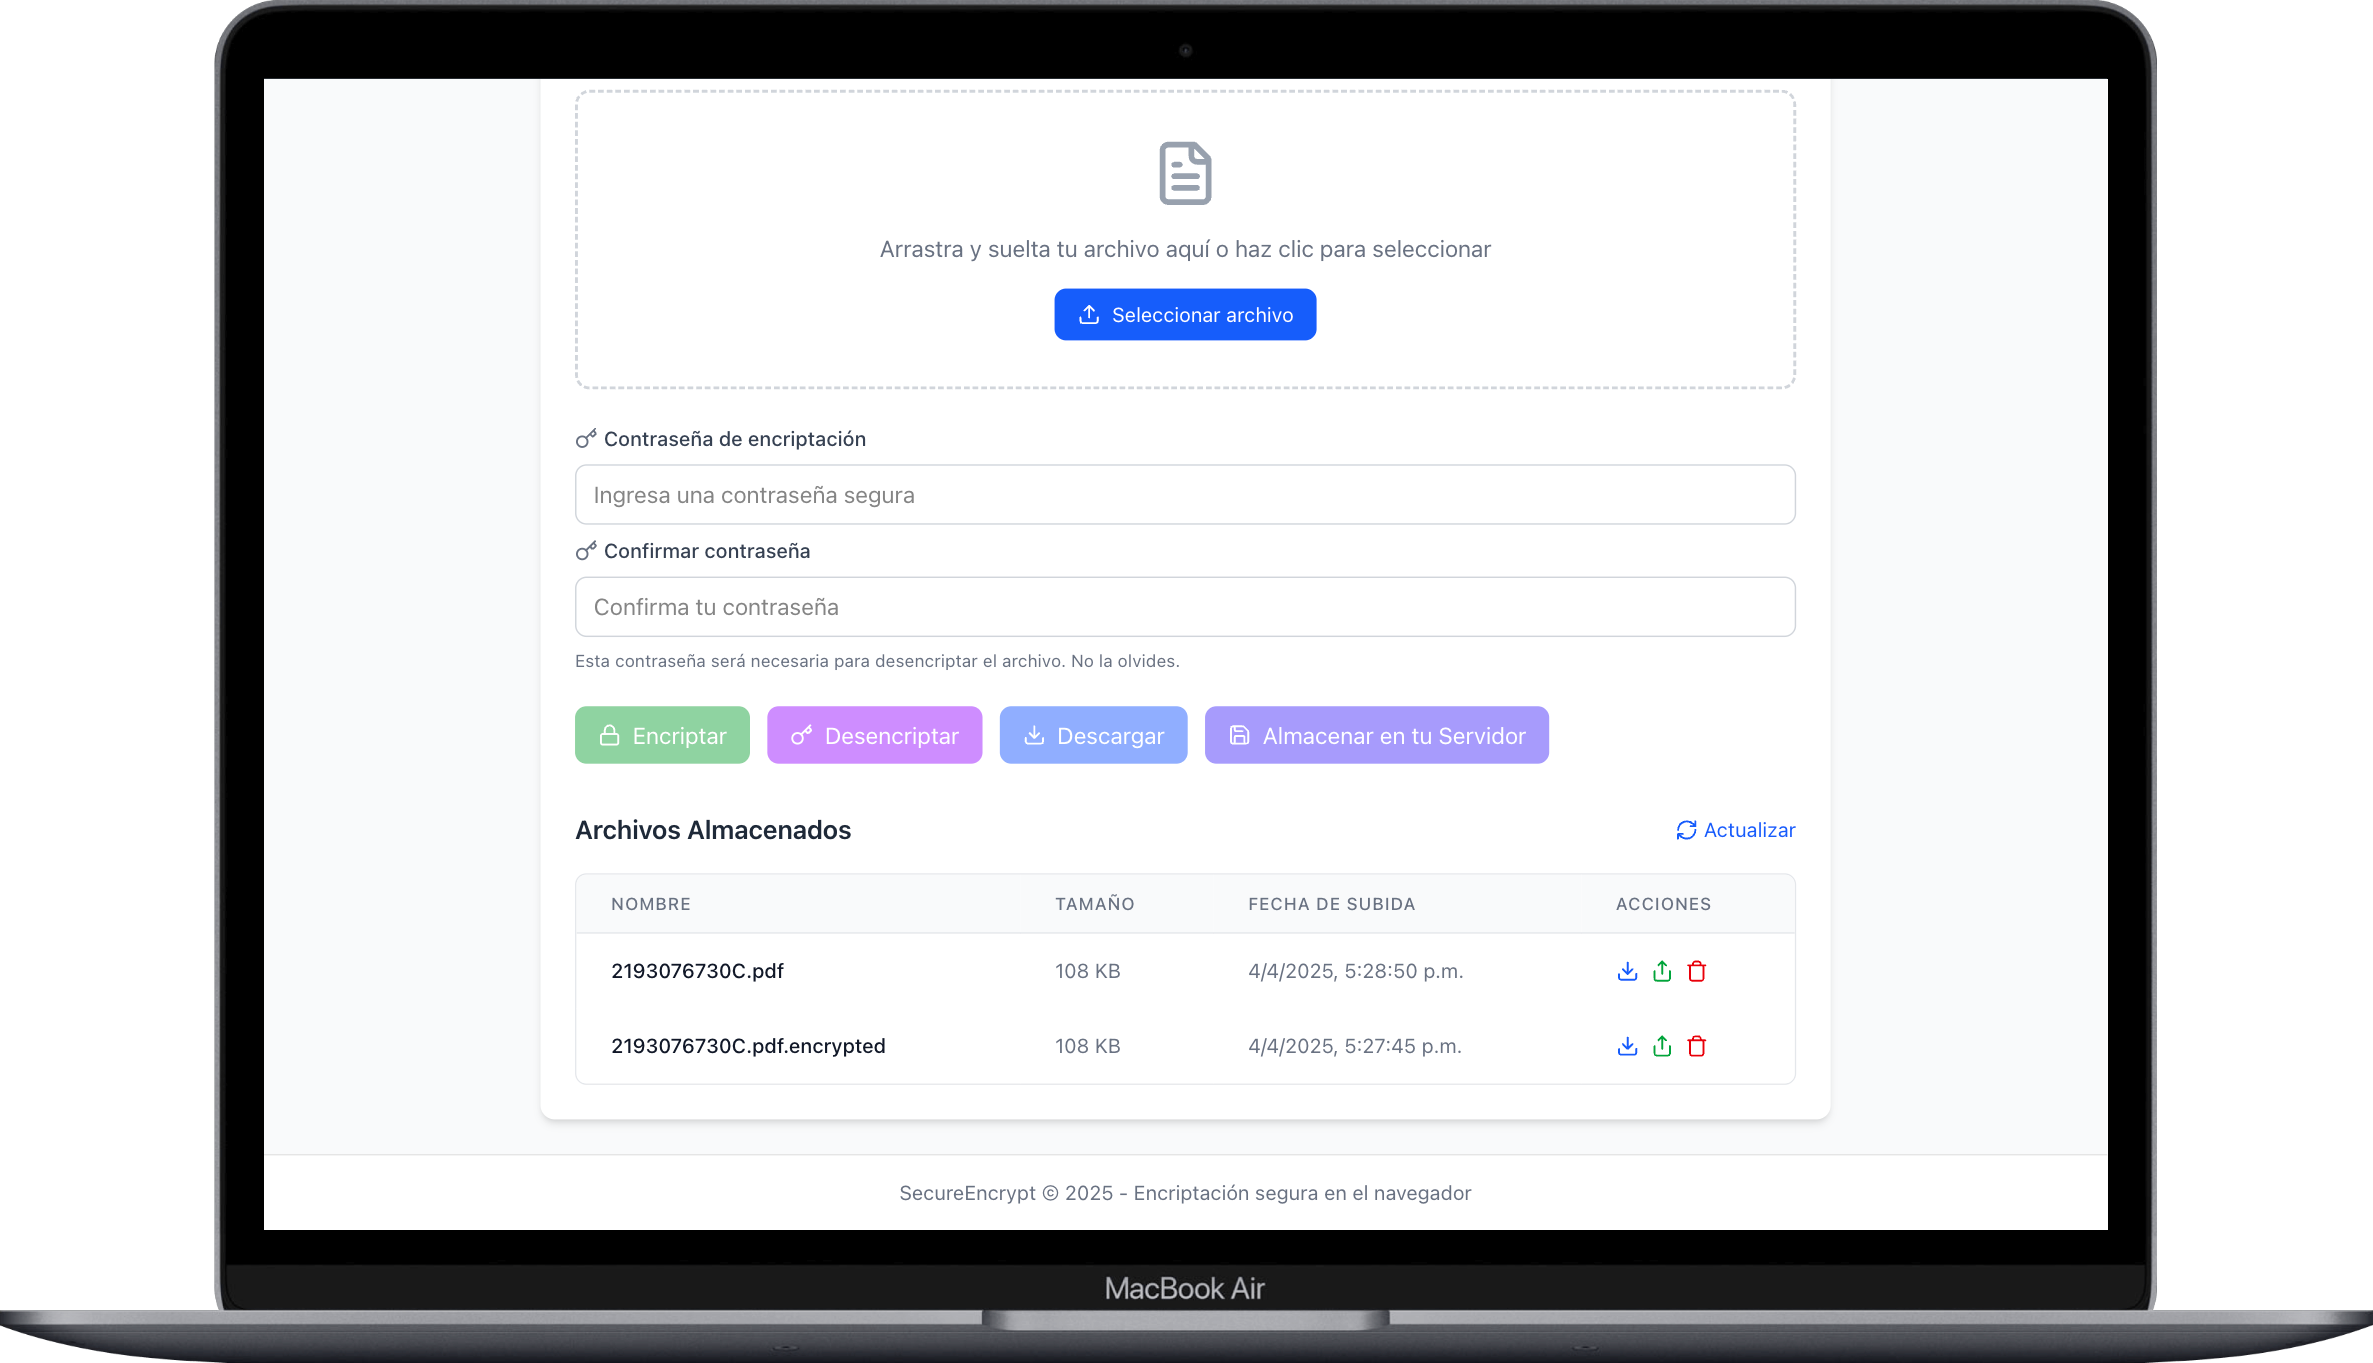 Arrastra y suelta tu archivo aquí o haz clic para seleccionar
Seleccionar archivo
Contraseña de encriptación
Ingresa una contraseña segura
Confirmar contraseña
Confirma tu contraseña
Esta contraseña será necesaria para desencriptar el archivo. No la olvides.
Encriptar Desencriptar Descargar Almacenar en tu Servidor
Archivos Almacenados Actualizar
NOMBRE TAMAÑO FECHA DE SUBIDA ACCIONES
2193076730C.pdf 108 KB 4/4/2025, 5:28:50 p.m.
2193076730C.pdf.encrypted 108 KB 4/4/2025, 5:27:45 p.m.
SecureEncrypt © 2025 - Encriptación segura en el navegador
MacBook Air